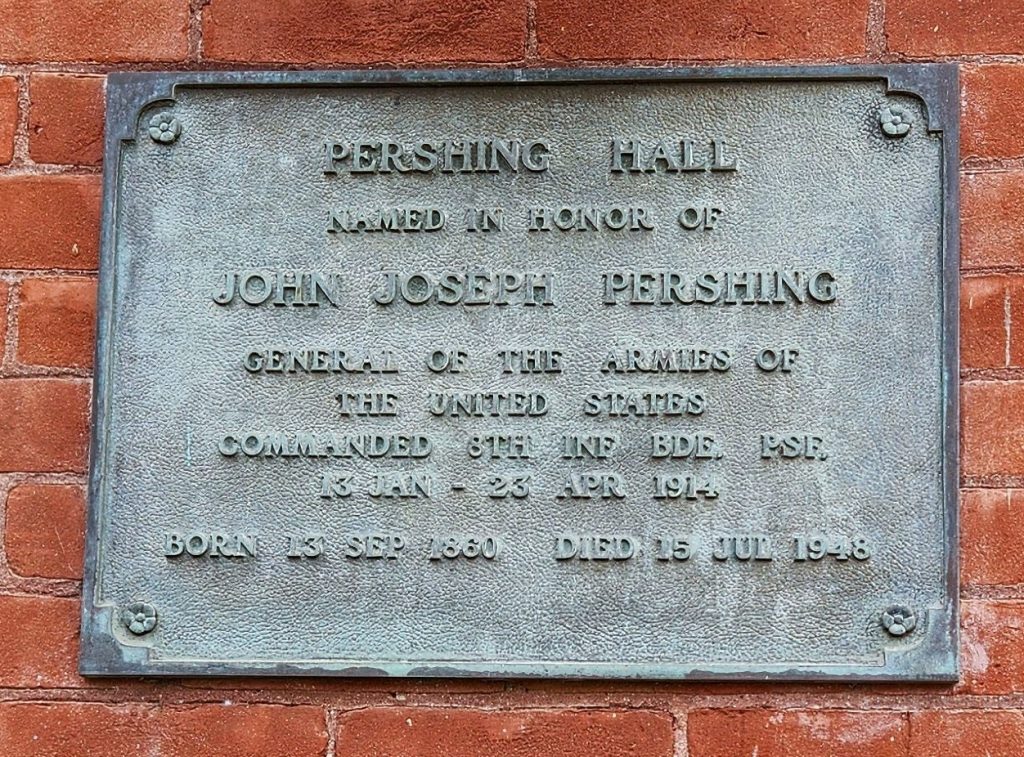 PERSHING HALL
NAMED IN HONOR OF
JOHN JOSEPH PERSHING
GENERAL OF THE ARMIES OF
THE UNITED STATES
COMMANDED 8TH INF BDE. PSF,
13 JAN - 23 APR 1914
BORN 13 SEP 1860 DIED 15 JUL 1948